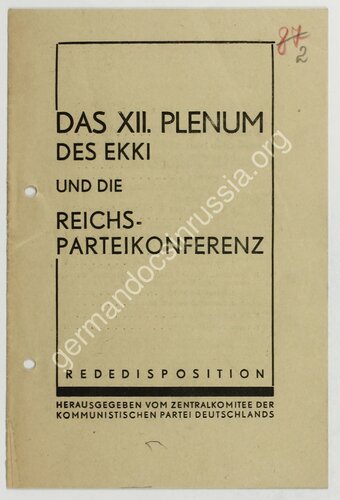 87
2
DAS XII. PLENUM
DES EKKI
UND DIE
REICHS-
PARTEIKONFERENZ
REDEDISPOSITION
HERAUSGEGEBEN VOM ZENTRALKOMITEE DER
KOMMUNISTISCHEN PARTEI DEUTSCHLANDS
germandocsinrussia.org